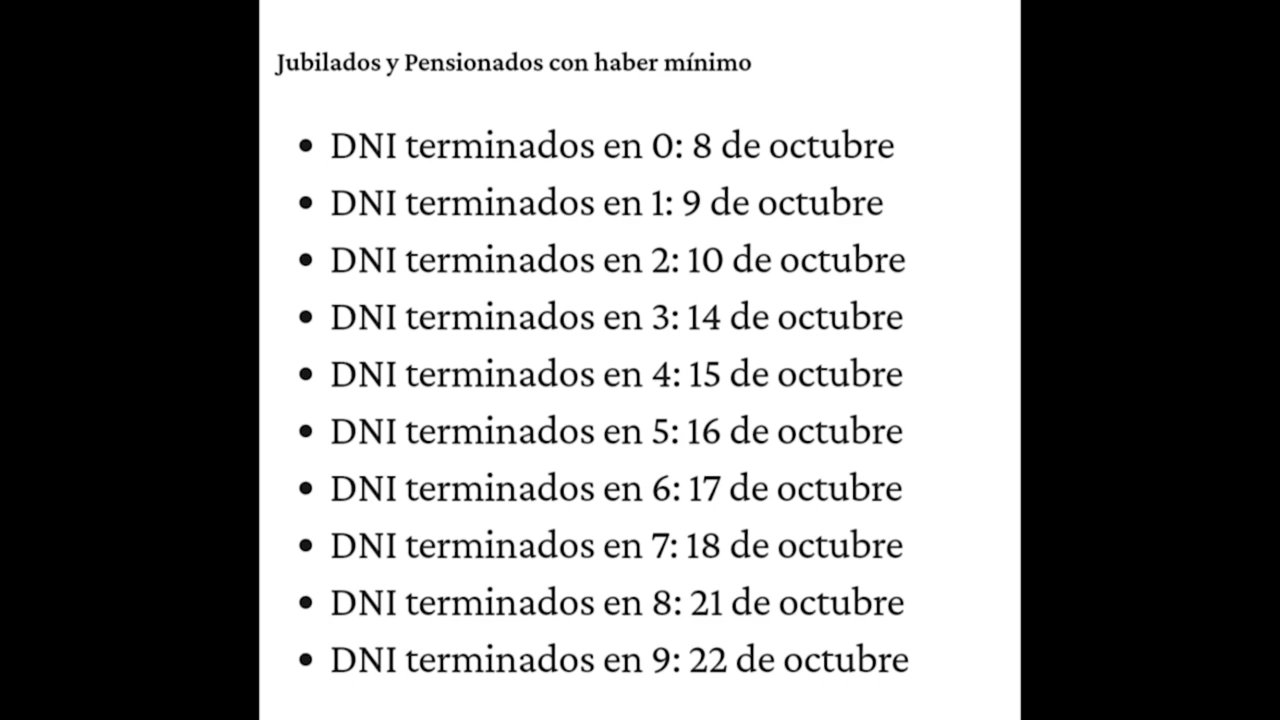 Jubilados y Pensionados con haber mínimo
• DNI terminados en 0: 8 de octubre
• DNI terminados en 1: 9 de octubre
• DNI terminados en 2: 10 de octubre
• DNI terminados en 3: 14 de octubre
• DNI terminados en 4: 15 de octubre
• DNI terminados en 5: 16 de octubre
• DNI terminados en 6: 17 de octubre
• DNI terminados en 7: 18 de octubre
• DNI terminados en 8: 21 de octubre
• DNI terminados en 9: 22 de octubre